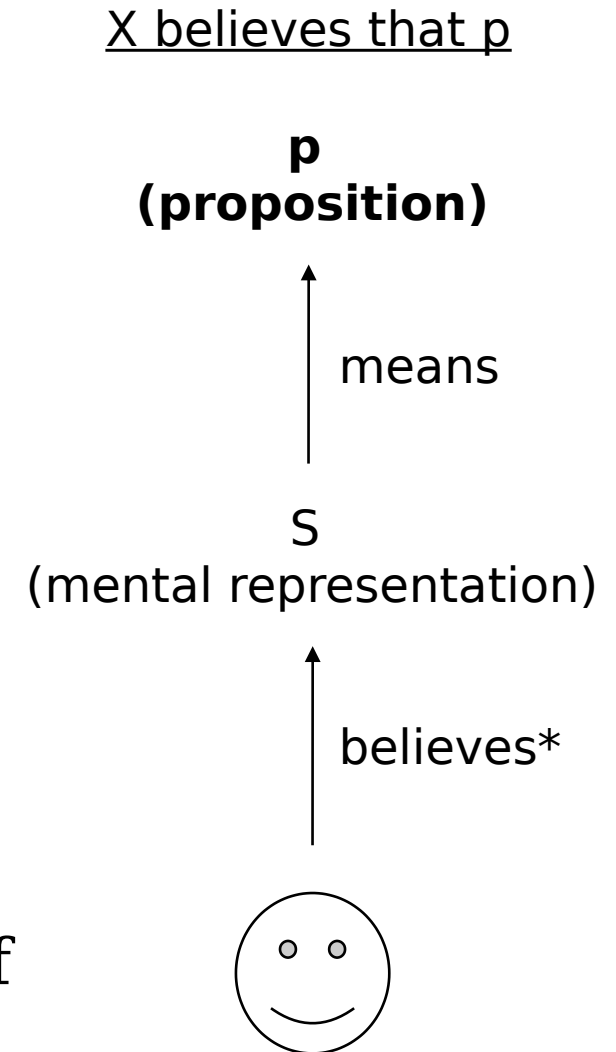 X believes that p
p
(proposition)
means
S
(mental representation)
believes*
f